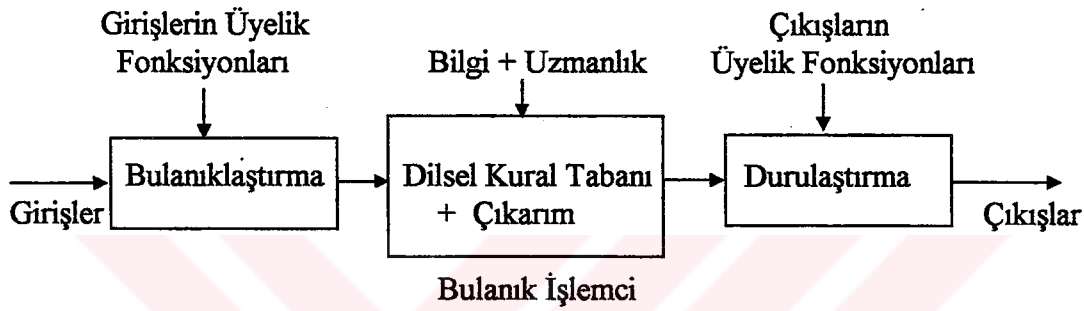 Girişlerin Üyelik
Fonksiyonları
Bilgi + Uzmanlık
Çıkışların
Üyelik Fonksiyonları
Girişler
Bulanıklaştırma
Dilsel Kural Tabanı
+ Çıkarım
Durulaştırma
Çıkışlar
Bulanık İşlemci